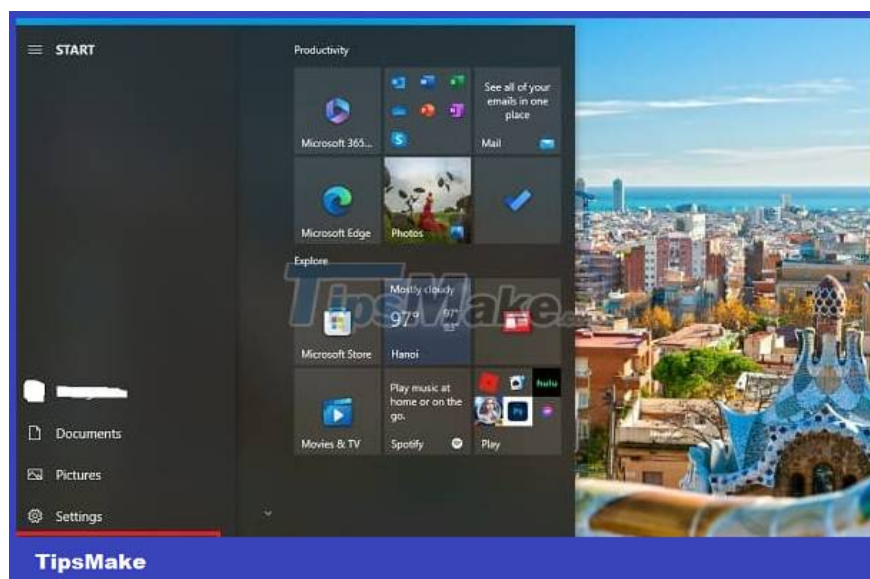 START
Productivity
Microsoft 365...
See all of your
emails in one
place
Mail
Microsoft Edge
Photos
Explore
TipsMake
Microsoft Store
Mostly cloudy
97°
97°
Hanoi
Movies & TV
Play music at
home or on the
go.
Spotify
hulu
Play
Documents
Pictures
Settings
TipsMake